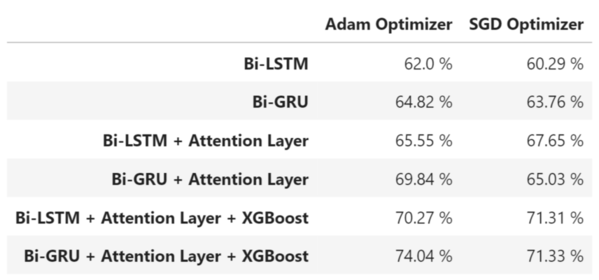 Adam Optimizer SGD Optimizer
Bi-LSTM 62.0 % 60.29 %
Bi-GRU 64.82 % 63.76 %
Bi-LSTM + Attention Layer 65.55 % 67.65 %
Bi-GRU + Attention Layer 69.84 % 65.03 %
Bi-LSTM + Attention Layer + XGBoost 70.27 % 71.31 %
Bi-GRU + Attention Layer + XGBoost 74.04 % 71.33 %